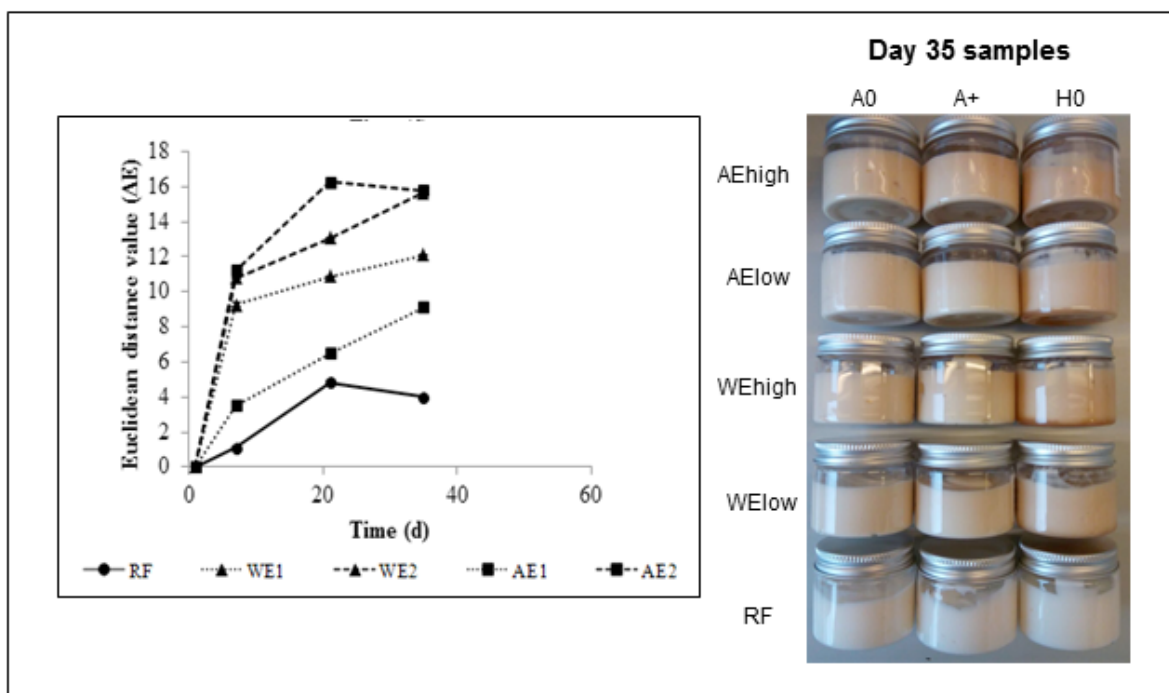 Day 35 samples
A0 A+ H0
AEhigh
AElow
WEhigh
WElow
RF
18
16
14
12
10
8
6
4
2
0
Euclidean distance value (ΔE)
0 20 40 60
Time (d)
RF WE1 WE2 AE1 AE2